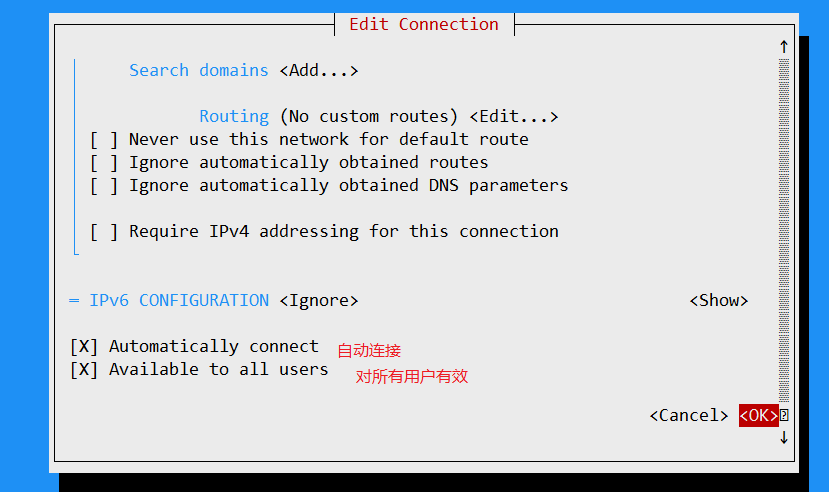 Edit Connection
Search domains <Add...>
Routing (No custom routes) <Edit...>
[ ] Never use this network for default route
[ ] Ignore automatically obtained routes
[ ] Ignore automatically obtained DNS parameters
[ ] Require IPv4 addressing for this connection
= IPv6 CONFIGURATION <Ignore> <Show>
[X] Automatically connect 自动连接
[X] Available to all users 对所有用户有效
<Cancel> <OK>